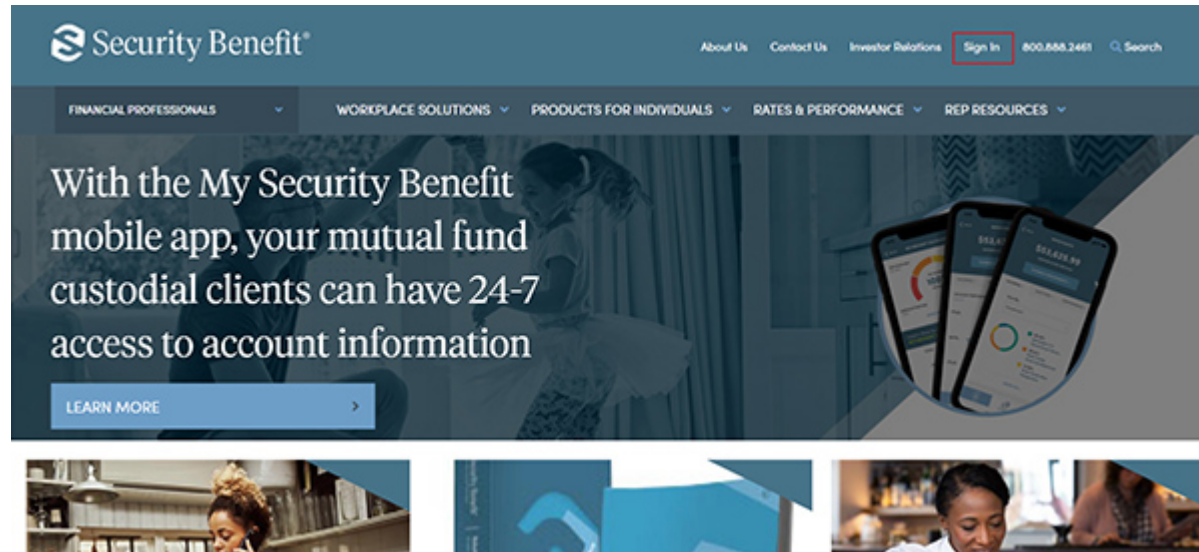 Security Benefit®
About Us Contact Us Investor Relations Sign In 800.888.2461 Search
FINANCIAL PROFESSIONALS WORKPLACE SOLUTIONS PRODUCTS FOR INDIVIDUALS RATES & PERFORMANCE REP RESOURCES
With the My Security Benefit
mobile app, your mutual fund
custodial clients can have 24-7
access to account information
LEARN MORE